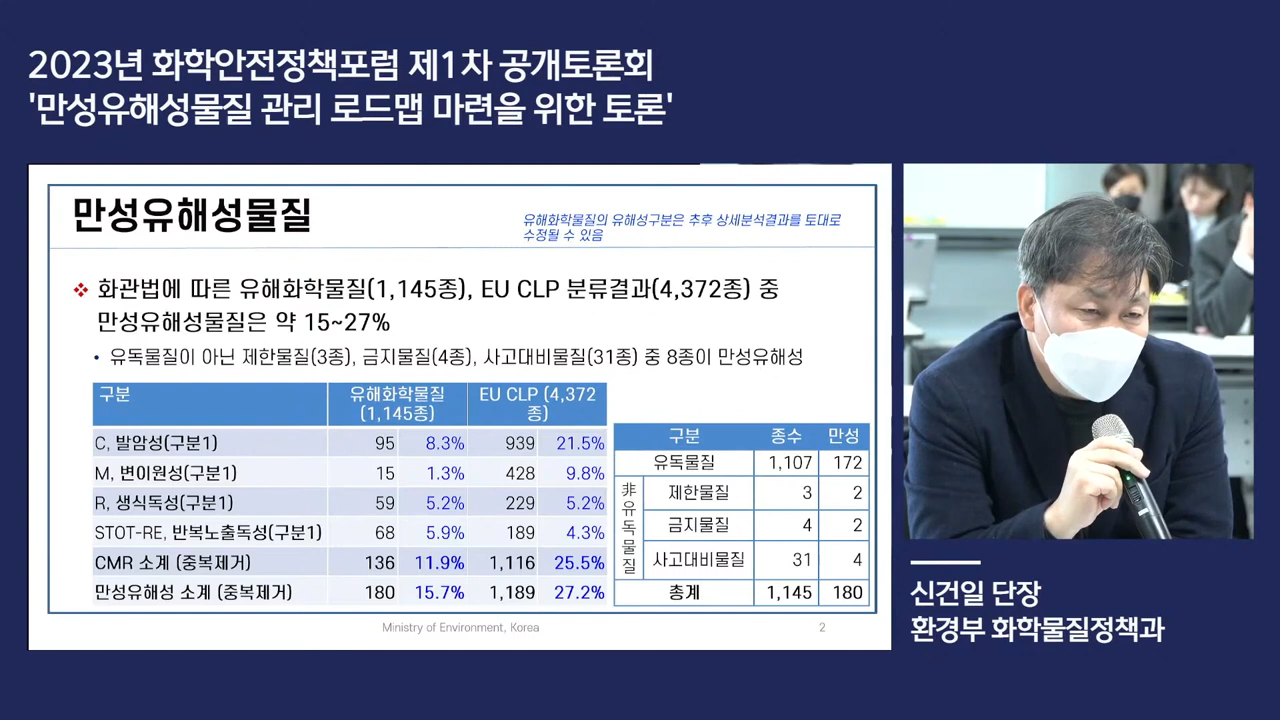 2023년 화학안전정책포럼 제1차 공개토론회
'만성유해성물질 관리 로드맵 마련을 위한 토론'
만성유해성물질
유해화학물질의 유해성구분은 추후 상세분석결과를 토대로
수정될 수 있음
❖ 화관법에 따른 유해화학물질(1,145종), EU CLP 분류결과(4,372종) 중
만성유해성물질은 약 15~27%
• 유독물질이 아닌 제한물질(3종), 금지물질(4종), 사고대비물질(31종) 중 8종이 만성유해성
구분 유해화학물질 (1,145종) EU CLP (4,372 종)
C, 발암성(구분1) 95 8.3% 939 21.5%
M, 변이원성(구분1) 15 1.3% 428 9.8%
R, 생식독성(구분1) 59 5.2% 229 5.2%
STOT-RE, 반복노출독성(구분1) 68 5.9% 189 4.3%
CMR 소계 (중복제거) 136 11.9% 1,116 25.5%
만성유해성 소계 (중복제거) 180 15.7% 1,189 27.2%
구분 종수 만성
유독물질 1,107 172
非유독물질
제한물질 3 2
금지물질 4 2
사고대비물질 31 4
총계 1,145 180
Ministry of Environment, Korea 2
신건일 단장
환경부 화학물질정책과